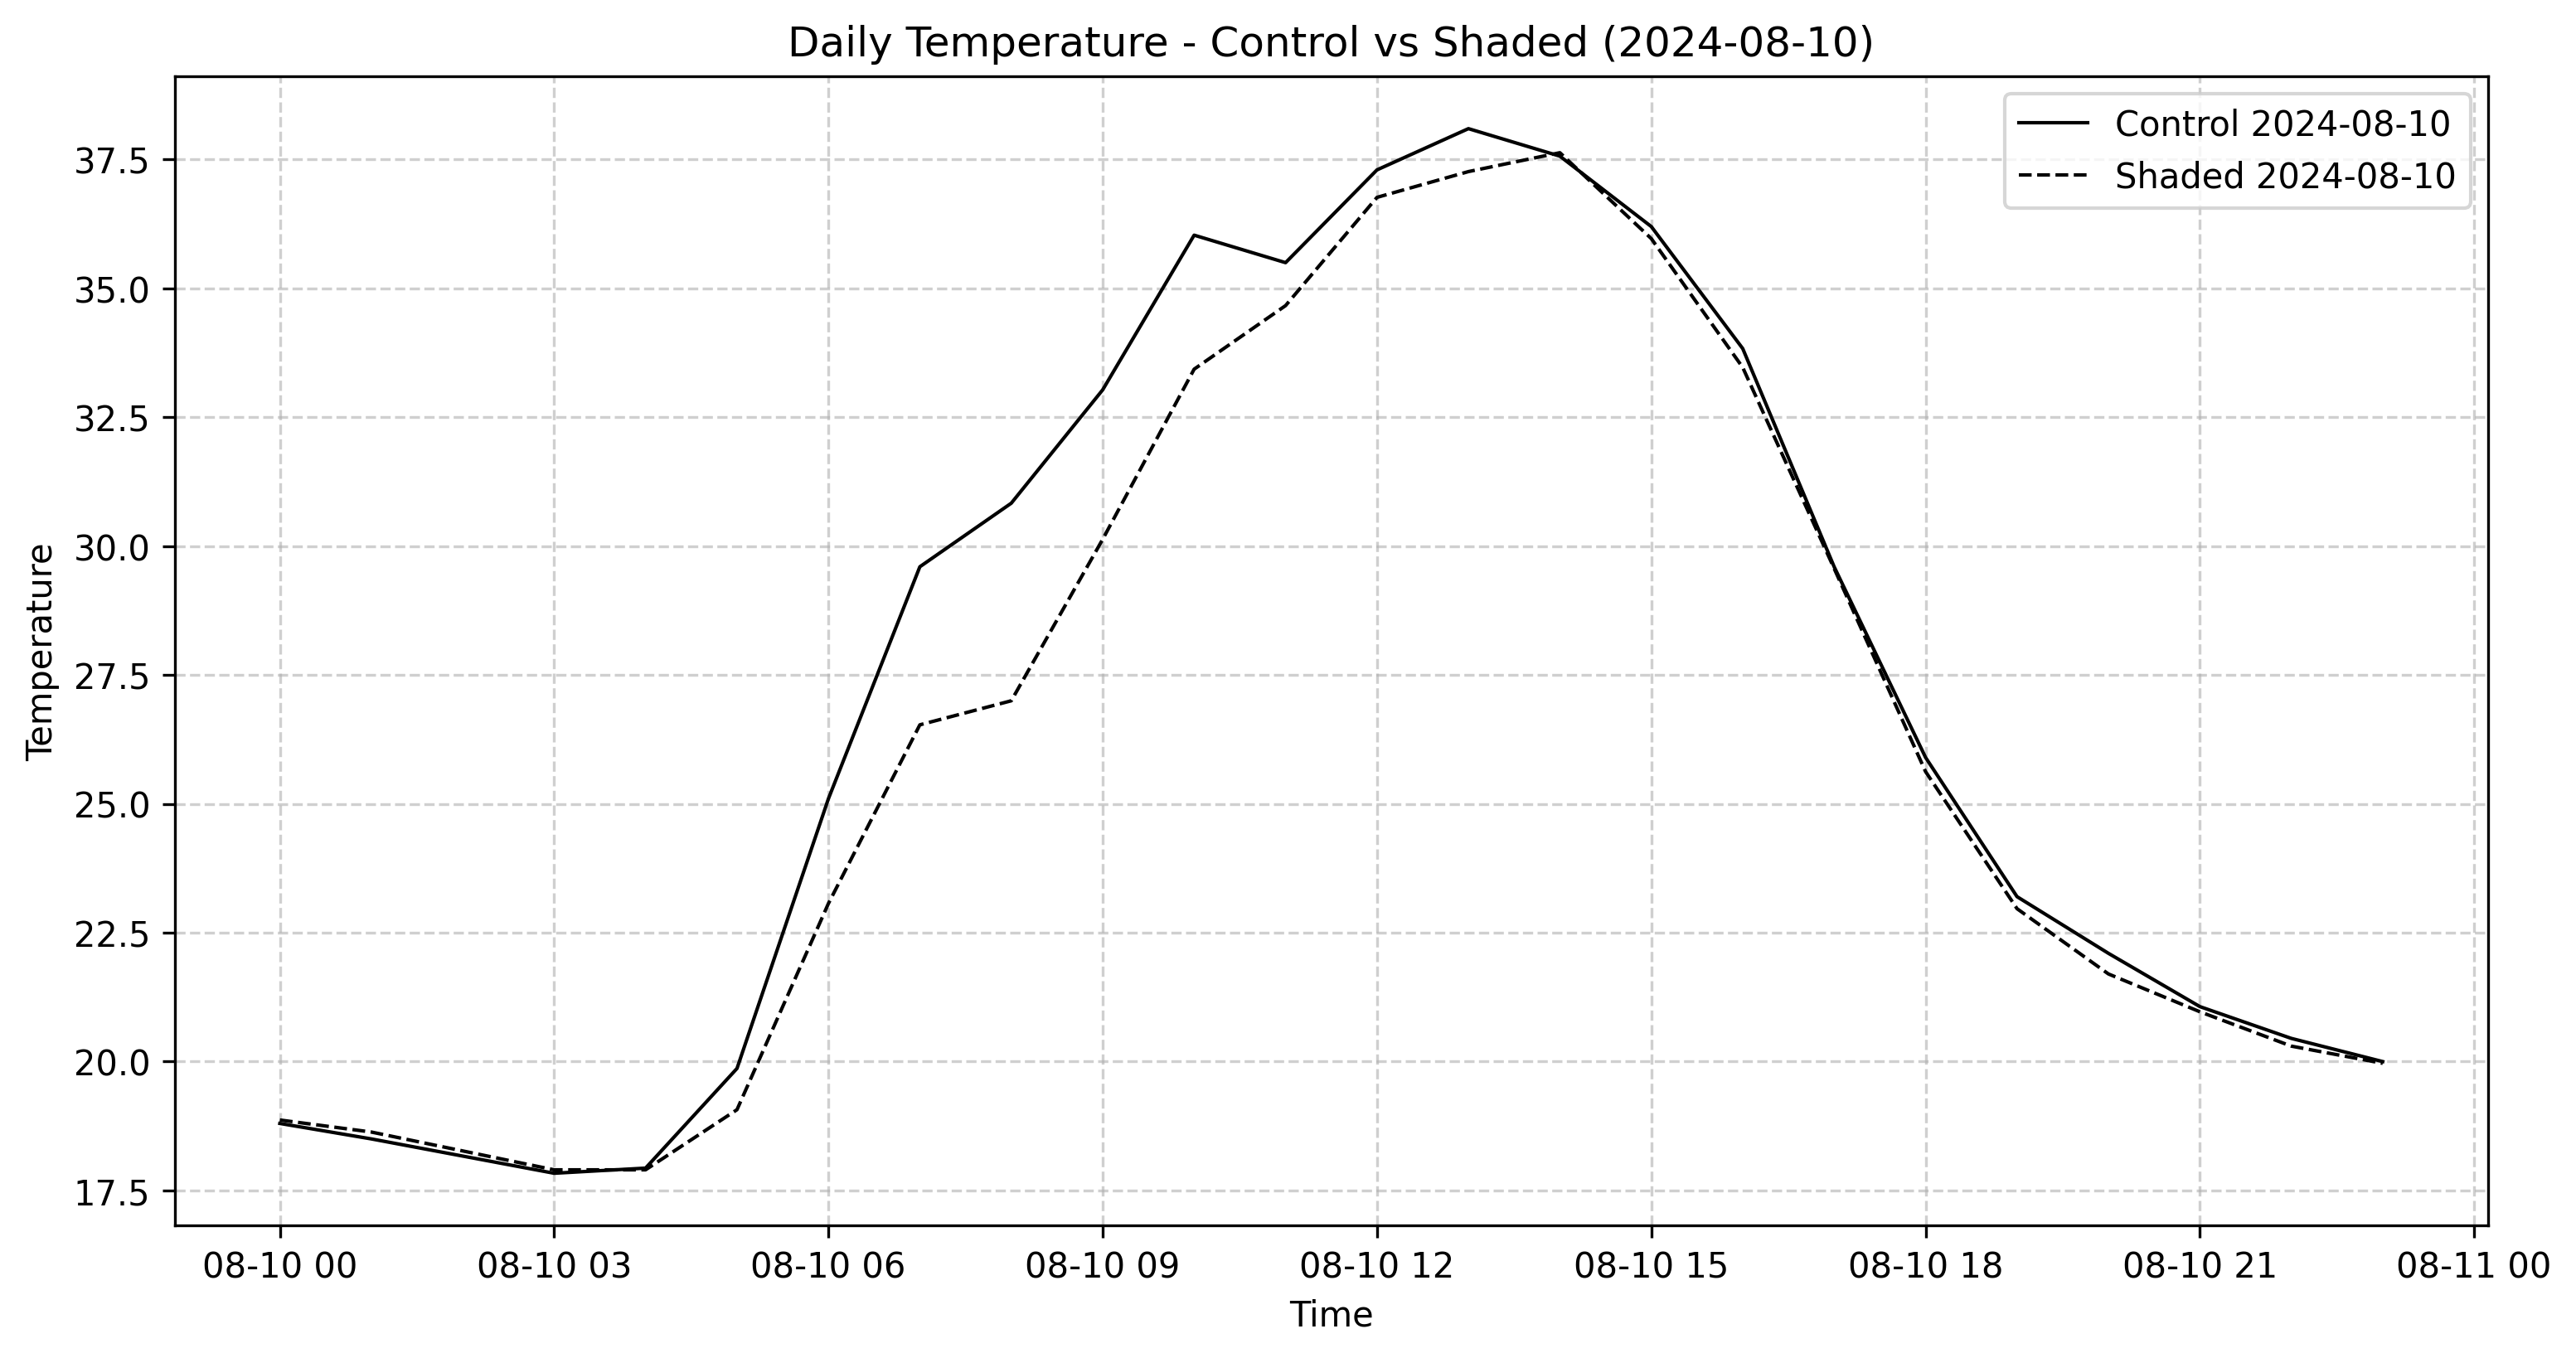 Daily Temperature - Control vs Shaded (2024-08-10)
Control 2024-08-10
Shaded 2024-08-10
37.5
35.0
32.5
30.0
27.5
25.0
22.5
20.0
17.5
Temperature
08-10 00 08-10 03 08-10 06 08-10 09 08-10 12 08-10 15 08-10 18 08-10 21 08-11 00
Time